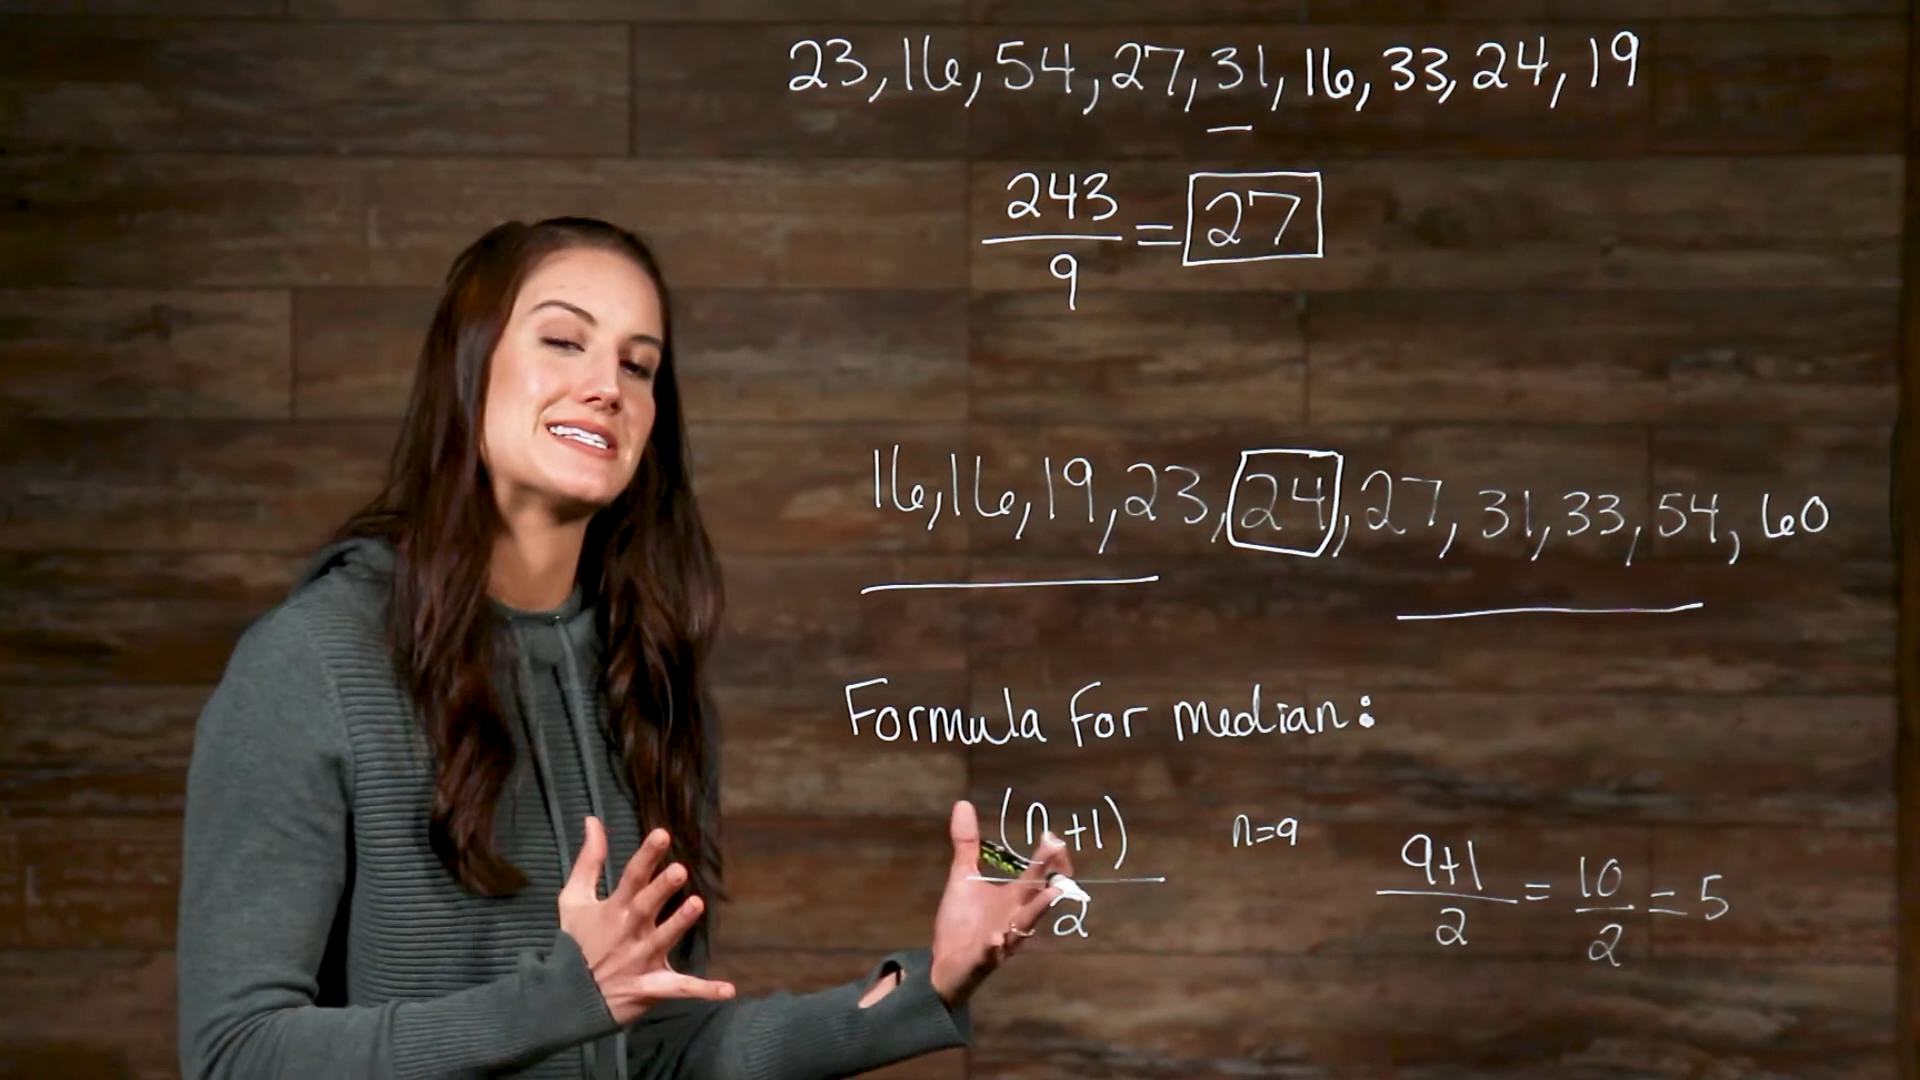 23, 16, 54, 27, 31, 16, 33, 24, 19
243
9
= 27
16, 16, 19, 23, 24, 27, 31, 33, 54, 60
Formula for median:
(n+1)
2
n=9
9+1
2
= 10
2
= 5